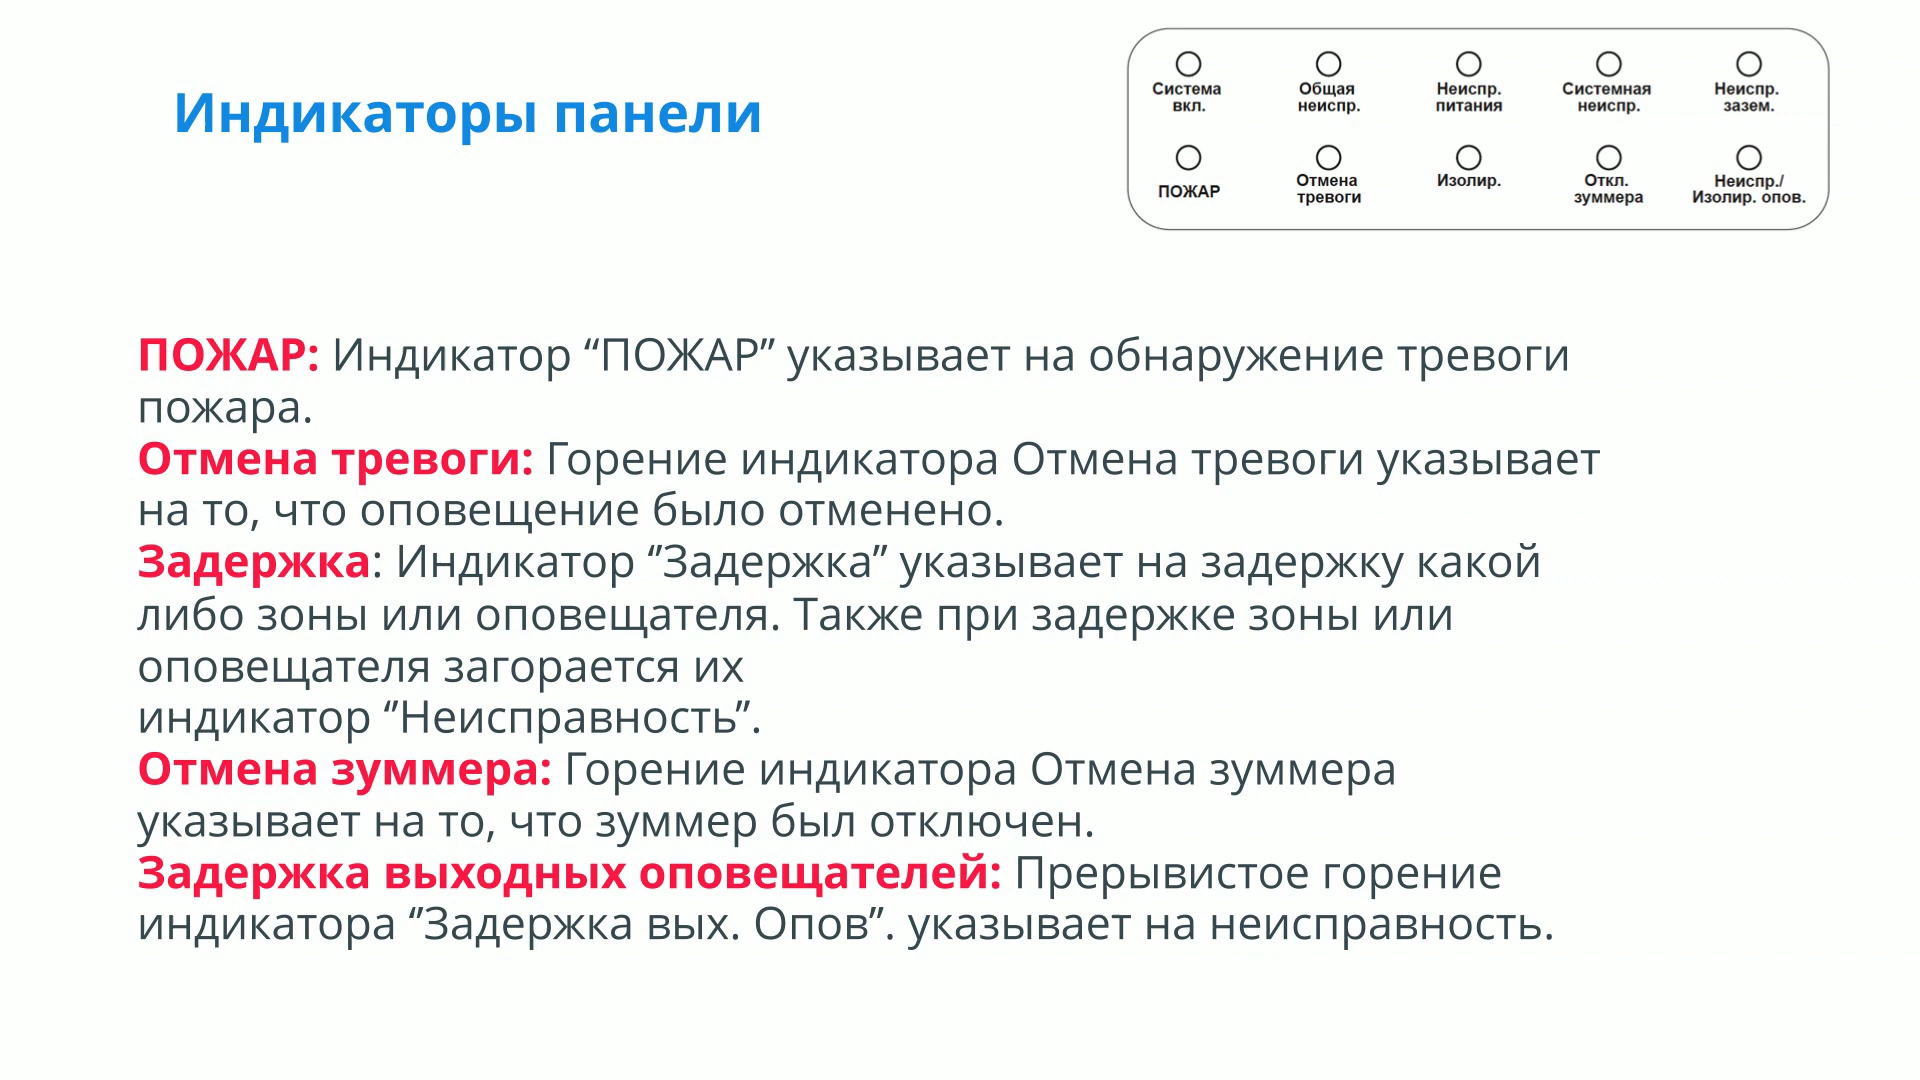 Индикаторы панели
Система вкл.
Общая неиспр.
Неиспр. питания
Системная неиспр.
Неиспр. зазем.
ПОЖАР
Отмена тревоги
Изолир.
Откл. зуммера
Неиспр./ Изолир. опов.
ПОЖАР: Индикатор “ПОЖАР” указывает на обнаружение тревоги
пожара.
Отмена тревоги: Горение индикатора Отмена тревоги указывает
на то, что оповещение было отменено.
Задержка: Индикатор ‘’Задержка’’ указывает на задержку какой
либо зоны или оповещателя. Также при задержке зоны или
оповещателя загорается их
индикатор ‘’Неисправность’’.
Отмена зуммера: Горение индикатора Отмена зуммера
указывает на то, что зуммер был отключен.
Задержка выходных оповещателей: Прерывистое горение
индикатора ‘’Задержка вых. Опов’’. указывает на неисправность.